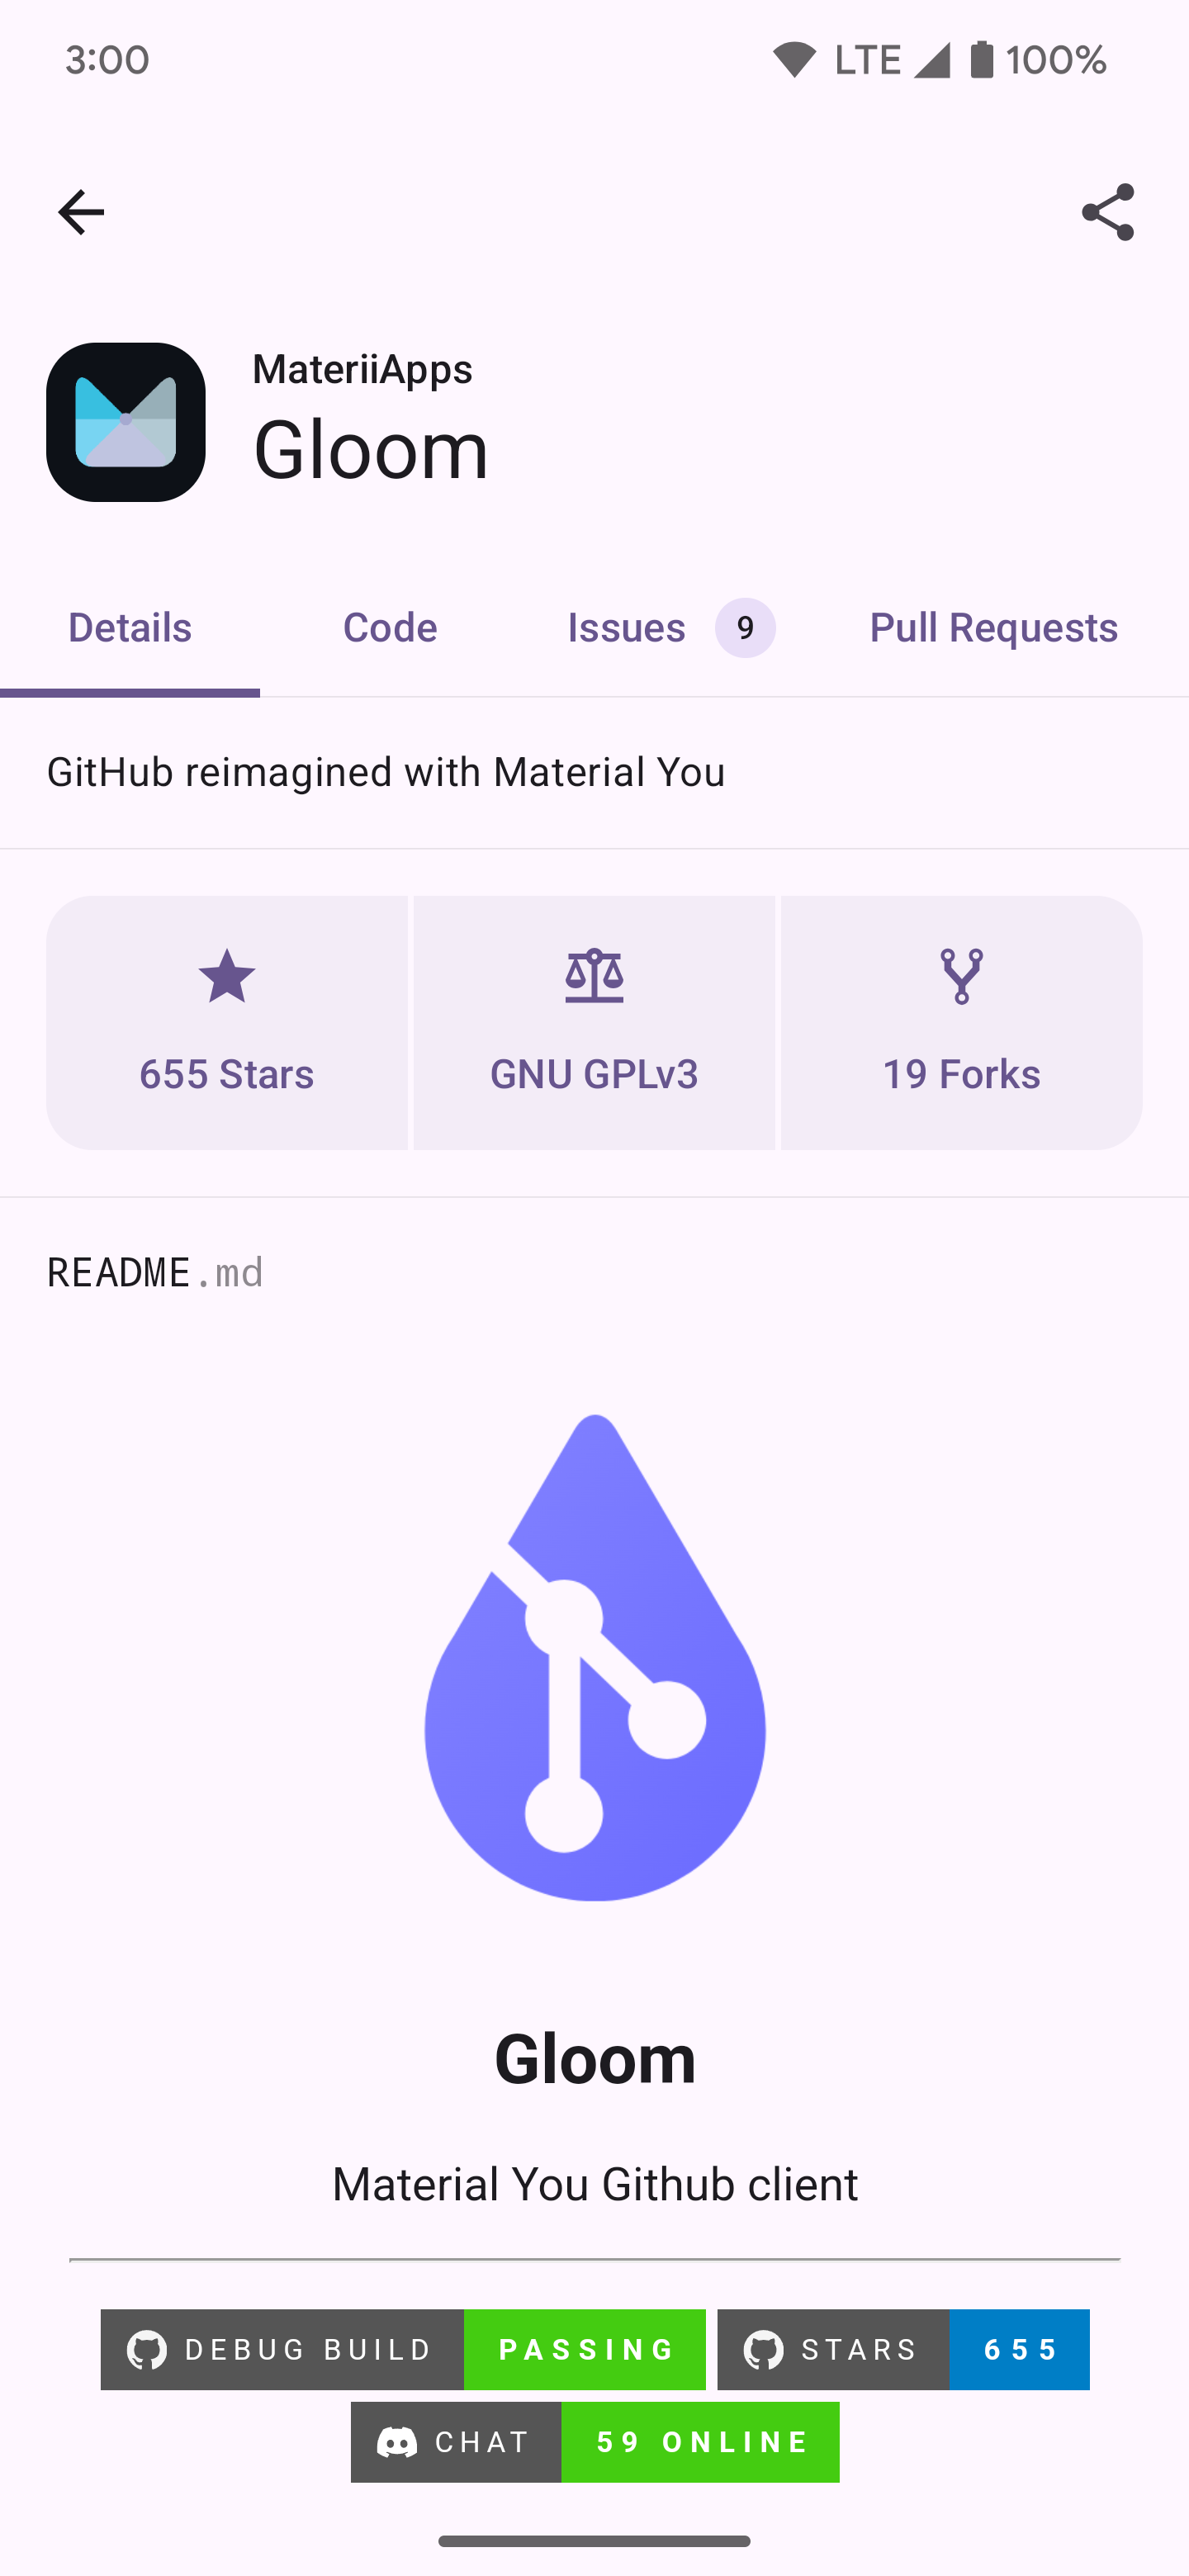 3:00 LTE 100%
MateriiApps
Gloom
Details Code Issues 9 Pull Requests
GitHub reimagined with Material You
655 Stars GNU GPLv3 19 Forks
README.md
Gloom
Material You Github client
DEBUG BUILD PASSING STARS 655
CHAT 59 ONLINE